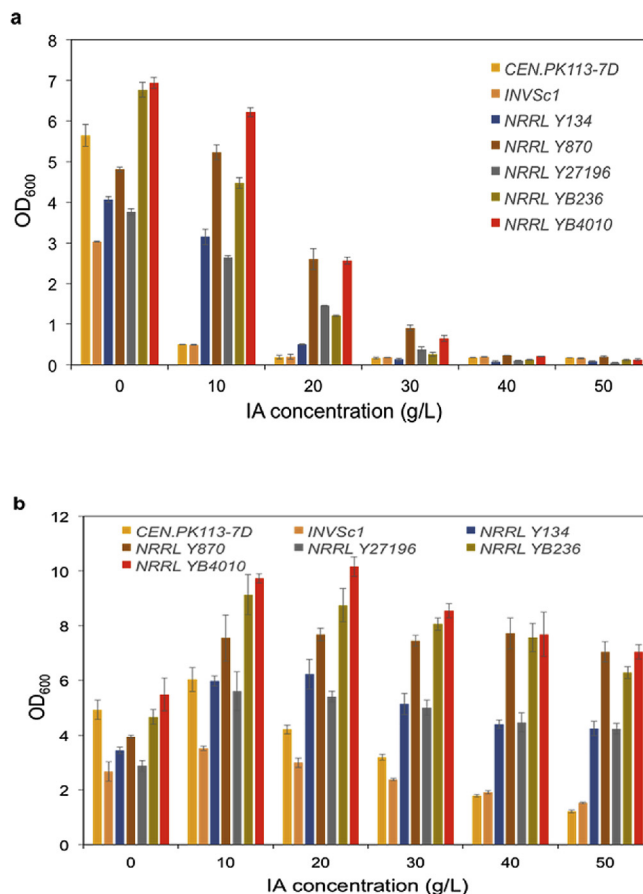 a
8
7
6
5
4
3
2
1
0
OD600
CEN.PK113-7D
INVSc1
NRRL Y134
NRRL Y870
NRRL Y27196
NRRL YB236
NRRL YB4010
0 10 20 30 40 50
IA concentration (g/L)
b
12
10
8
6
4
2
0
OD600
CEN.PK113-7D INVSc1 NRRL Y134
NRRL Y870 NRRL Y27196 NRRL YB236
NRRL YB4010
0 10 20 30 40 50
IA concentration (g/L)